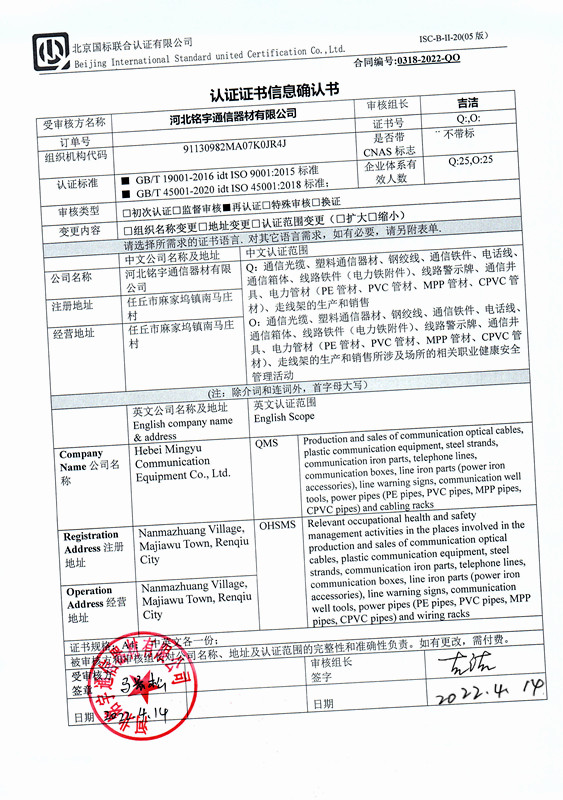 北京国标联合认证有限公司
Beijing International Standard united Certification Co.,Ltd.
ISC-B-II-20(05 版)
合同编号:0318-2022-QO
认证证书信息确认书
受审核方名称
河北铭宇通信器材有限公司
审核组长
吉洁
订单号
证书号
Q:,O:
组织机构代码
91130982MA07K0JR4J
是否带
CNAS 标志
□ 不带标
认证标准
■ GB/T 19001-2016 idt ISO 9001:2015 标准
■ GB/T 45001-2020 idt ISO 45001:2018 标准;
企业体系有
效人数
Q:25,O:25
审核类型
□初次认证□监督审核■再认证□特殊审核□换证
变更内容
□组织名称变更□地址变更□认证范围变更(□扩大□缩小)
请选择所需求的证书语言. 对其它语言需求,如有必要,请另附表单.
中文公司名称及地址
中文认证范围
公司名称
河北铭宇通信器材有限
公司
注册地址
任丘市麻家坞镇南马庄
村
经营地址
任丘市麻家坞镇南马庄
村
Q:通信光缆、塑料通信器材、钢绞线、通信铁件、电话线、
通信箱体、线路铁件(电力铁附件)、线路警示牌、通信井
具、电力管材(PE 管材、PVC 管材、MPP 管材、CPVC 管
材)、走线架的生产和销售
O:通信光缆、塑料通信器材、钢绞线、通信铁件、电话线、
通信箱体、线路铁件(电力铁附件)、线路警示牌、通信井
具、电力管材(PE 管材、PVC 管材、MPP 管材、CPVC 管
材)、走线架的生产和销售所涉及场所的相关职业健康安全
管理活动
(注:除介词和连词外,首字母大写)
英文公司名称及地址
English company name
& address
英文认证范围
English Scope
Company
Name 公司名
称
Hebei Mingyu
Communication
Equipment Co., Ltd.
QMS
Production and sales of communication optical cables,
plastic communication equipment, steel strands,
communication iron parts, telephone lines,
communication boxes, line iron parts (power iron
accessories), line warning signs, communication well
tools, power pipes (PE pipes, PVC pipes, MPP pipes,
CPVC pipes) and cabling racks
Registration
Address 注册
地址
Nanmazhuang Village,
Majiawu Town, Renqiu
City
OHSMS
Relevant occupational health and safety
management activities in the places involved in the
production and sales of communication optical
cables, plastic communication equipment, steel
strands, communication iron parts, telephone lines,
communication boxes, line iron parts (power iron
accessories), line warning signs, communication
well tools, power pipes (PE pipes, PVC pipes, MPP
pipes, CPVC pipes) and wiring racks
Operation
Address 经营
地址
Nanmazhuang Village,
Majiawu Town, Renqiu
City
证书规格: 中英文各一份;
被审核方和审核组长对公司名称、地址及认证范围的完整性和准确性负责。如有更改,需付费。
受审核方
签章
审核组长
签字
吉洁
日期 2022.4.14
日期
2022.4.14